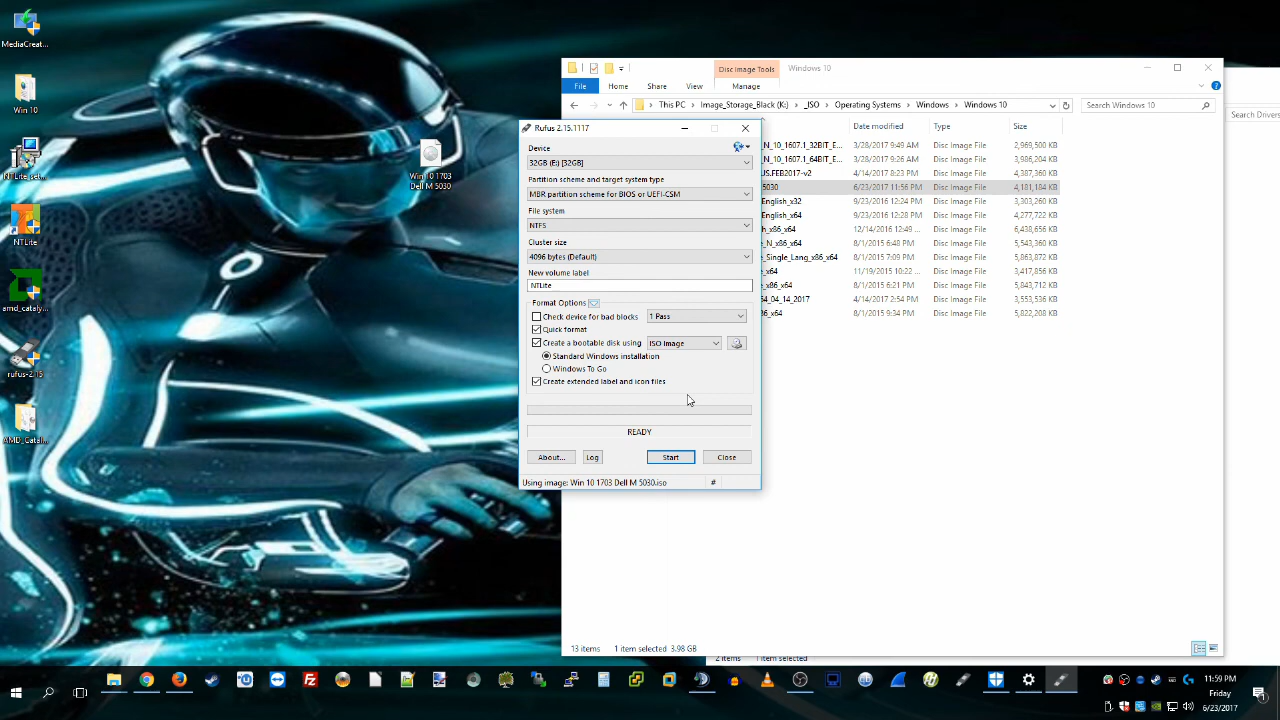 MediaCreat...
Win 10
NTLite_set...
NTLite
amd_cataly...
rufus-2.15
AMD_Catal...
Win 10 1703
Dell M 5030
Disc Image Tools
Windows 10
File
Home
Share
View
Manage
This PC > Image_Storage_Black (K:) > _ISO > Operating Systems > Windows > Windows 10
Search Windows 10
Search Drivers
Date modified
Type
Size
_N_10_1607.1_32BIT_E... 3/28/2017 9:49 AM Disc Image File 2,969,500 KB
_N_10_1607.1_64BIT_E... 3/28/2017 9:26 AM Disc Image File 3,986,204 KB
US.FEB2017-v2 4/14/2017 8:23 PM Disc Image File 4,387,360 KB
5030 6/23/2017 11:56 PM Disc Image File 4,181,184 KB
English_x32 9/23/2016 12:24 PM Disc Image File 3,303,260 KB
English_x64 9/23/2016 12:28 PM Disc Image File 4,277,722 KB
h_x86_x64 12/14/2016 12:49 ... Disc Image File 6,438,656 KB
_N_x86_x64 8/1/2015 6:48 PM Disc Image File 5,543,360 KB
_Single_Lang_x86_x64 8/1/2015 7:09 PM Disc Image File 5,863,872 KB
_x64 11/19/2015 10:22 ... Disc Image File 3,417,856 KB
_x86_x64 8/1/2015 6:21 PM Disc Image File 5,843,712 KB
64_04_14_2017 4/14/2017 2:54 PM Disc Image File 3,553,536 KB
86_x64 8/1/2015 9:34 PM Disc Image File 5,822,208 KB
Rufus 2.15.1117
Device
32GB (E:) [32GB]
Partition scheme and target system type
MBR partition scheme for BIOS or UEFI-CSM
File system
NTFS
Cluster size
4096 bytes (Default)
New volume label
NTLite
Format Options
Check device for bad blocks
1 Pass
Quick format
Create a bootable disk using
ISO Image
Standard Windows installation
Windows To Go
Create extended label and icon files
READY
About...
Log
Start
Close
Using image: Win 10 1703 Dell M 5030.iso
#
13 items
1 item selected 3.98 GB
2 items
1 item selected
11:59 PM
Friday
6/23/2017